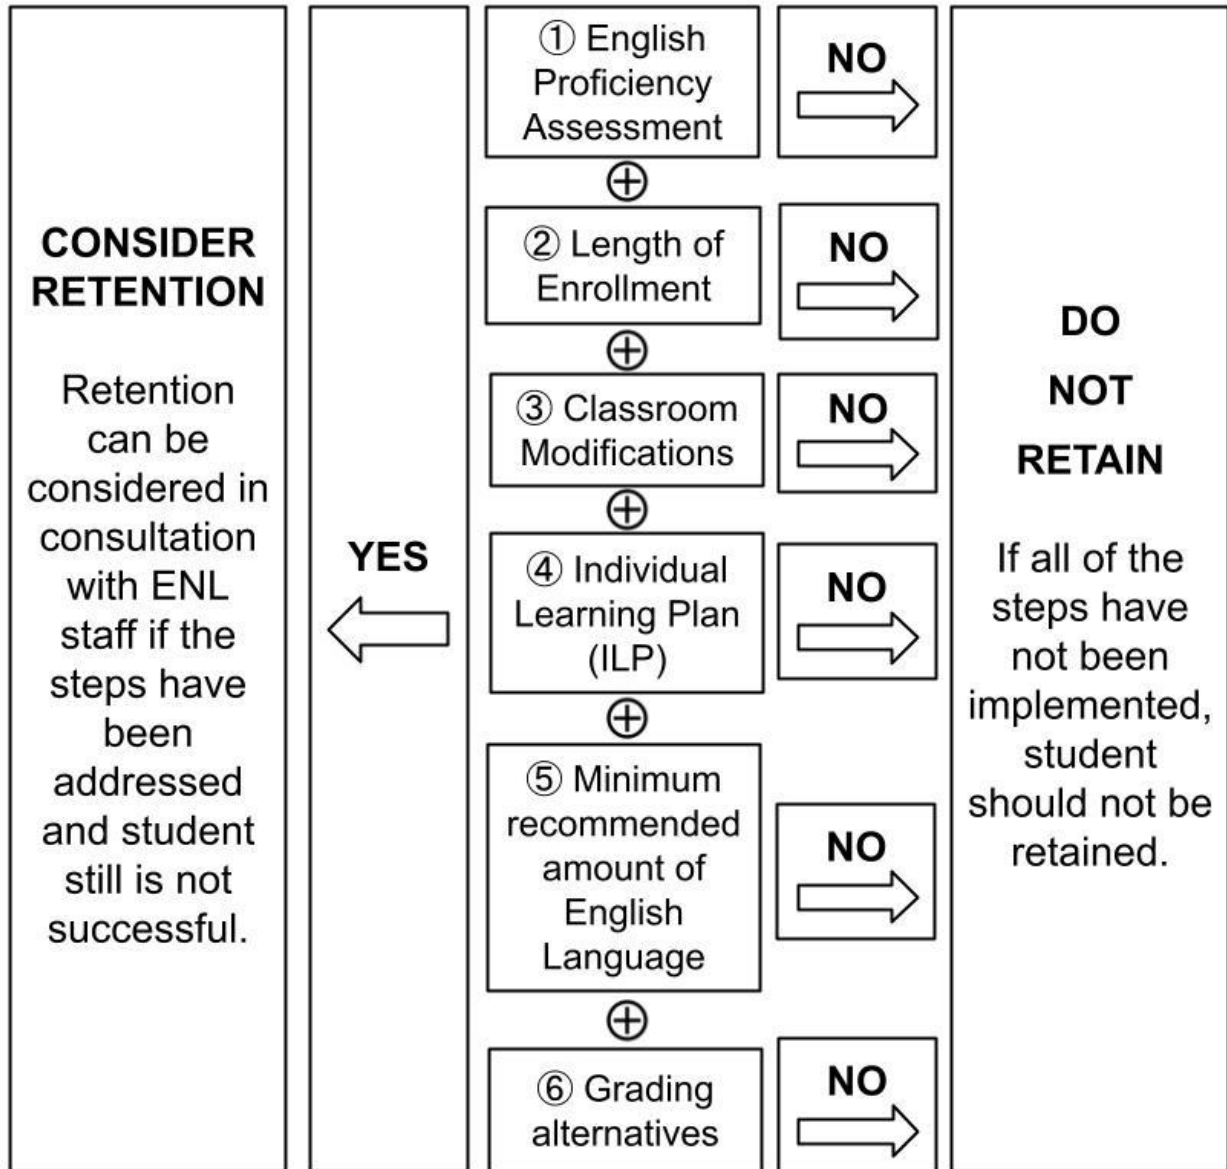 CONSIDER
RETENTION
Retention
can be
considered in
consultation
with ENL
staff if the
steps have
been
addressed
and student
still is not
successful.
YES
① English
Proficiency
Assessment
NO
② Length of
Enrollment
NO
③ Classroom
Modifications
NO
④ Individual
Learning Plan
(ILP)
NO
⑤ Minimum
recommended
amount of
English
Language
NO
⑥ Grading
alternatives
NO
DO
NOT
RETAIN
If all of the
steps have
not been
implemented,
student
should not be
retained.